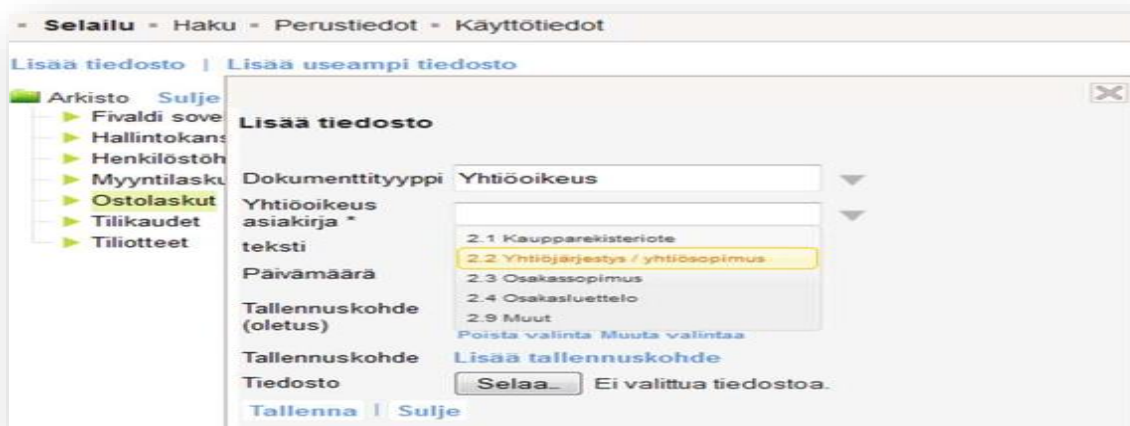 Selailu Haku Perustiedot Käyttötiedot
Lisää tiedosto | Lisää useampi tiedosto
Arkisto Sulje
Fivaldi sove
Hallintokans
Henkilöstöh
Myyntilasku
Ostolaskut
Tilikaudet
Tiliotteet
Lisää tiedosto
Dokumenttityyppi Yhtiöoikeus
Yhtiöoikeus
asiakirja *
2.1 Kaupparekisteriote
teksti
2.2 Yhtiöjärjestys / yhtiösopimus
Päivämäärä
2.3 Osakassopimus
2.4 Osakasluettelo
Tallennuskohde
(oletus)
2.9 Muut
Poista valinta Muuta valintaa
Tallennuskohde Lisää tallennuskohde
Tiedosto Selaa... Ei valittua tiedostoa.
Tallenna | Sulje